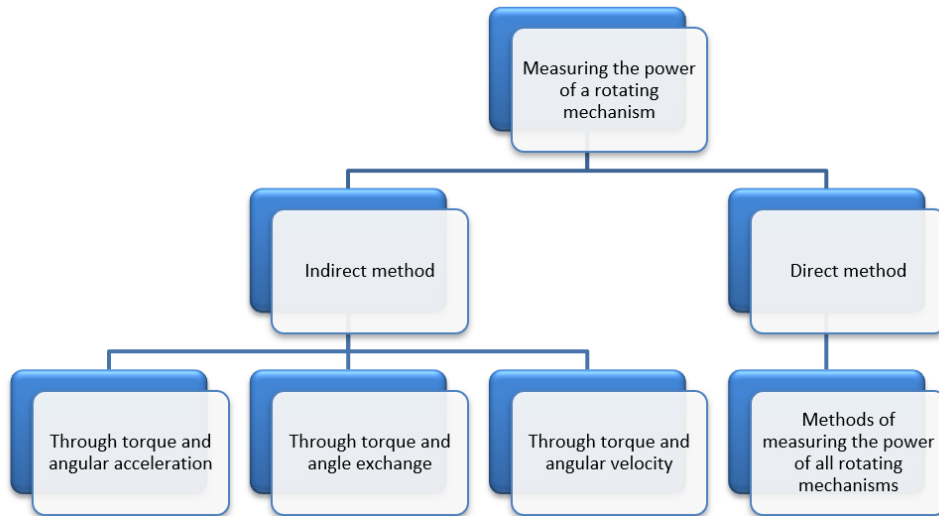 Measuring the power
of a rotating
mechanism
Indirect method
Direct method
Through torque and
angular acceleration
Through torque and
angle exchange
Through torque and
angular velocity
Methods of
measuring the power
of all rotating
mechanisms